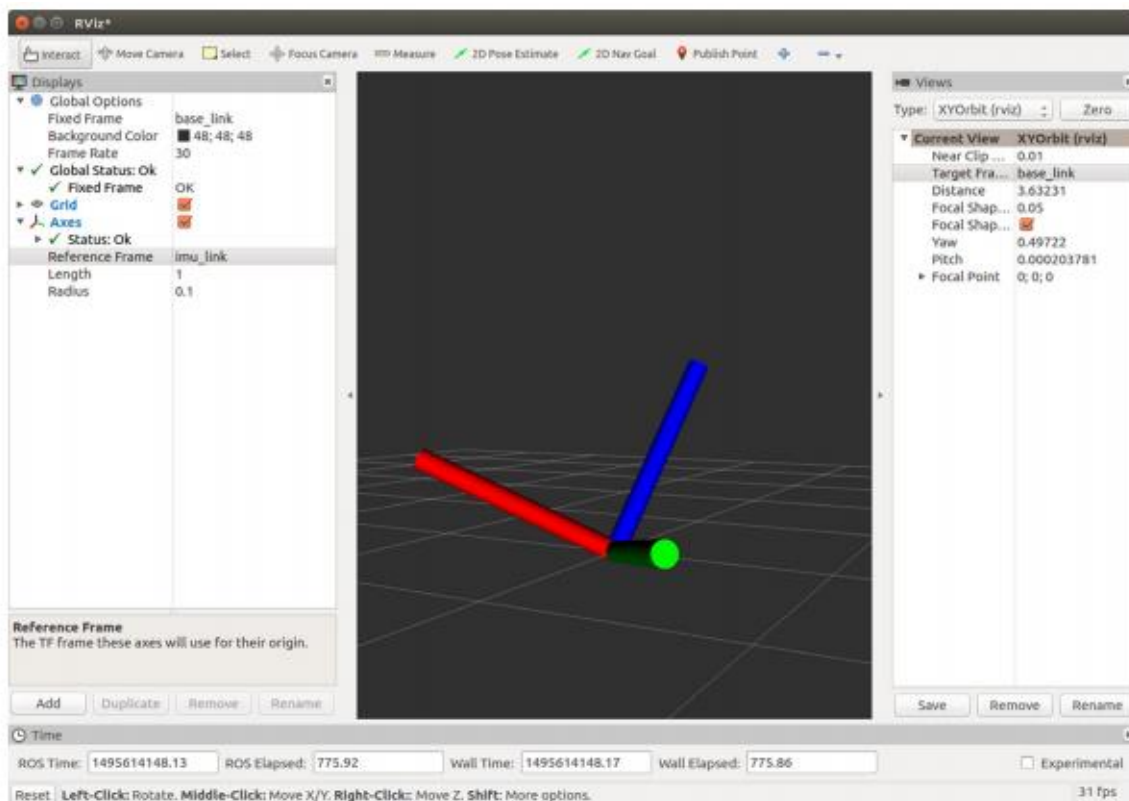 RViz*
Interact Move Camera Select Focus Camera Measure 2D Pose Estimate 2D Nav Goal Publish Point
Displays
Global Options
Fixed Frame base_link
Background Color 48; 48; 48
Frame Rate 30
Global Status: Ok
Fixed Frame OK
Grid
Axes
Status: Ok
Reference Frame imu_link
Length 1
Radius 0.1
Reference Frame
The TF frame these axes will use for their origin.
Add Duplicate Remove Rename
Views
Type: XYOrbit (rviz) Zero
Current View XYOrbit (rviz)
Near Clip ... 0.01
Target Fra... base_link
Distance 3.63231
Focal Shap... 0.05
Focal Shap...
Yaw 0.49722
Pitch 0.000203781
Focal Point 0; 0; 0
Save Remove Rename
Time
ROS Time: 1495614148.13 ROS Elapsed: 775.92 Wall Time: 1495614148.17 Wall Elapsed: 775.86 Experimental
Reset Left-Click: Rotate. Middle-Click: Move X/Y. Right-Click:: Move Z. Shift: More options. 31 fps